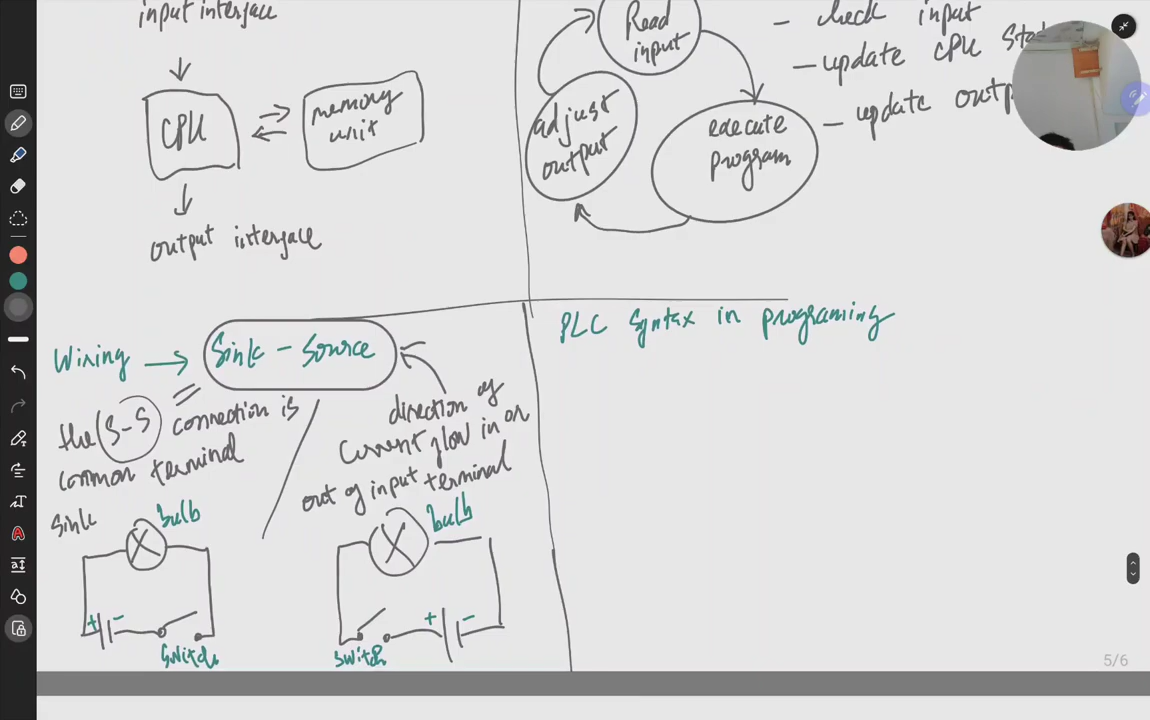 input interface
CPU
memory
unit
output interface
Read
input
execute
program
adjust
output
- check input
- update CPU
- update
PLC syntax in programing
Wiring → Sink - Source
the S-S connection is
common terminal
direction of
current flow in or
out of input terminal
Sink
bulb
+ -
Switch
bulb
+ -
Switch
5/6